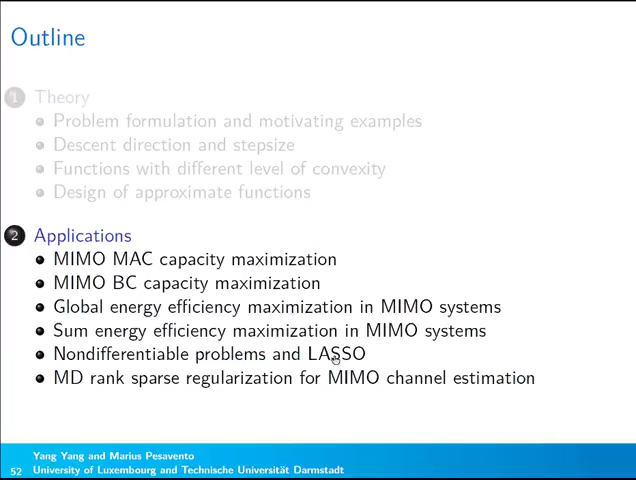 Outline
1 Theory
Problem formulation and motivating examples
Descent direction and stepsize
Functions with different level of convexity
Design of approximate functions
2 Applications
MIMO MAC capacity maximization
MIMO BC capacity maximization
Global energy efficiency maximization in MIMO systems
Sum energy efficiency maximization in MIMO systems
Nondifferentiable problems and LASSO
MD rank sparse regularization for MIMO channel estimation
Yang Yang and Marius Pesavento
52 University of Luxembourg and Technische Universität Darmstadt